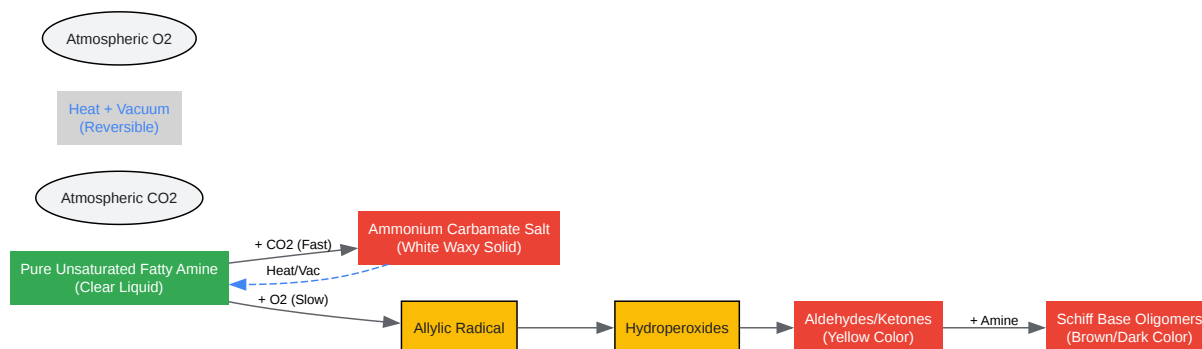 Atmospheric O2
Heat + Vacuum
(Reversible)
Atmospheric CO2
Pure Unsaturated Fatty Amine
(Clear Liquid)
+ CO2 (Fast)
Ammonium Carbamate Salt
(White Waxy Solid)
Heat/Vac
+ O2 (Slow)
Allylic Radical
Hydroperoxides
Aldehydes/Ketones
(Yellow Color)
+ Amine
Schiff Base Oligomers
(Brown/Dark Color)